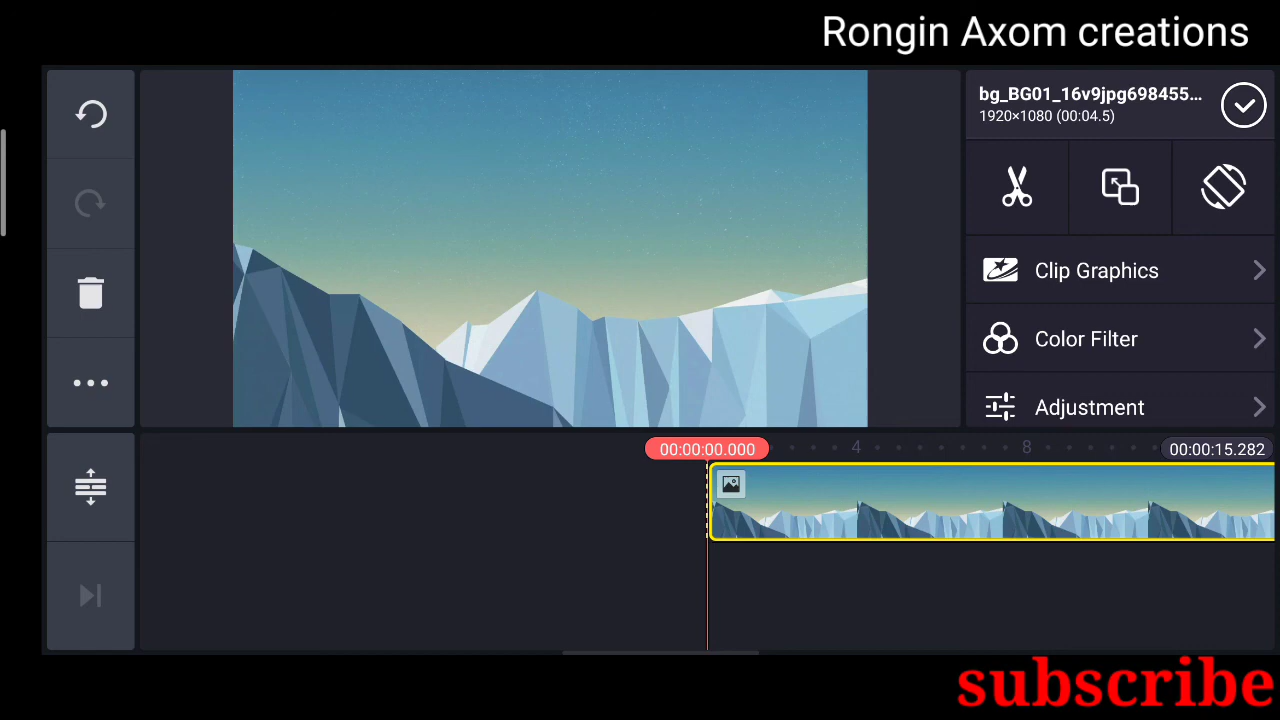 Rongin Axom creations
bg_BG01_16v9jpg698455...
1920×1080 (00:04.5)
Clip Graphics
Color Filter
Adjustment
00:00:00.000
4
8
00:00:15.282
subscribe